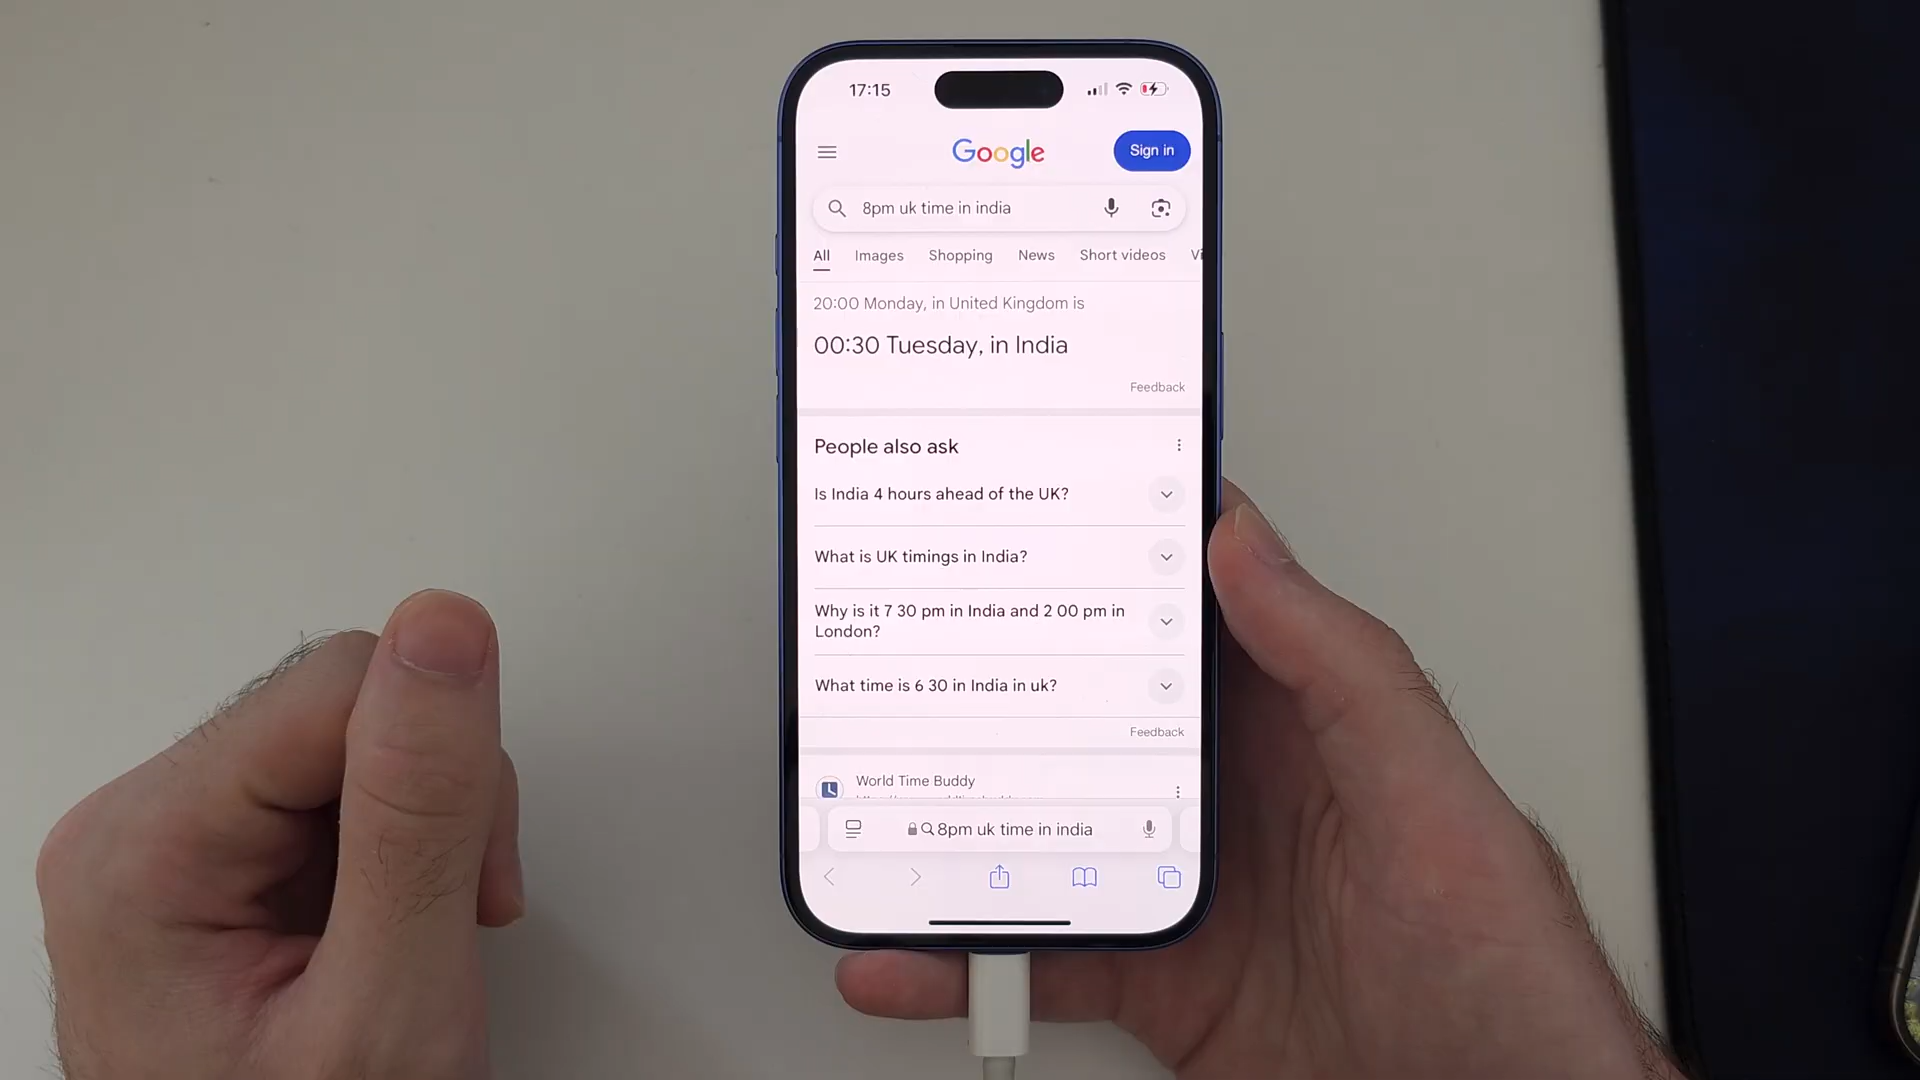 17:15
Google
Sign in
8pm uk time in india
All Images Shopping News Short videos Vi
20:00 Monday, in United Kingdom is
00:30 Tuesday, in India
Feedback
People also ask
Is India 4 hours ahead of the UK?
What is UK timings in India?
Why is it 7 30 pm in India and 2 00 pm in
London?
What time is 6 30 in India in uk?
Feedback
World Time Buddy
8pm uk time in india